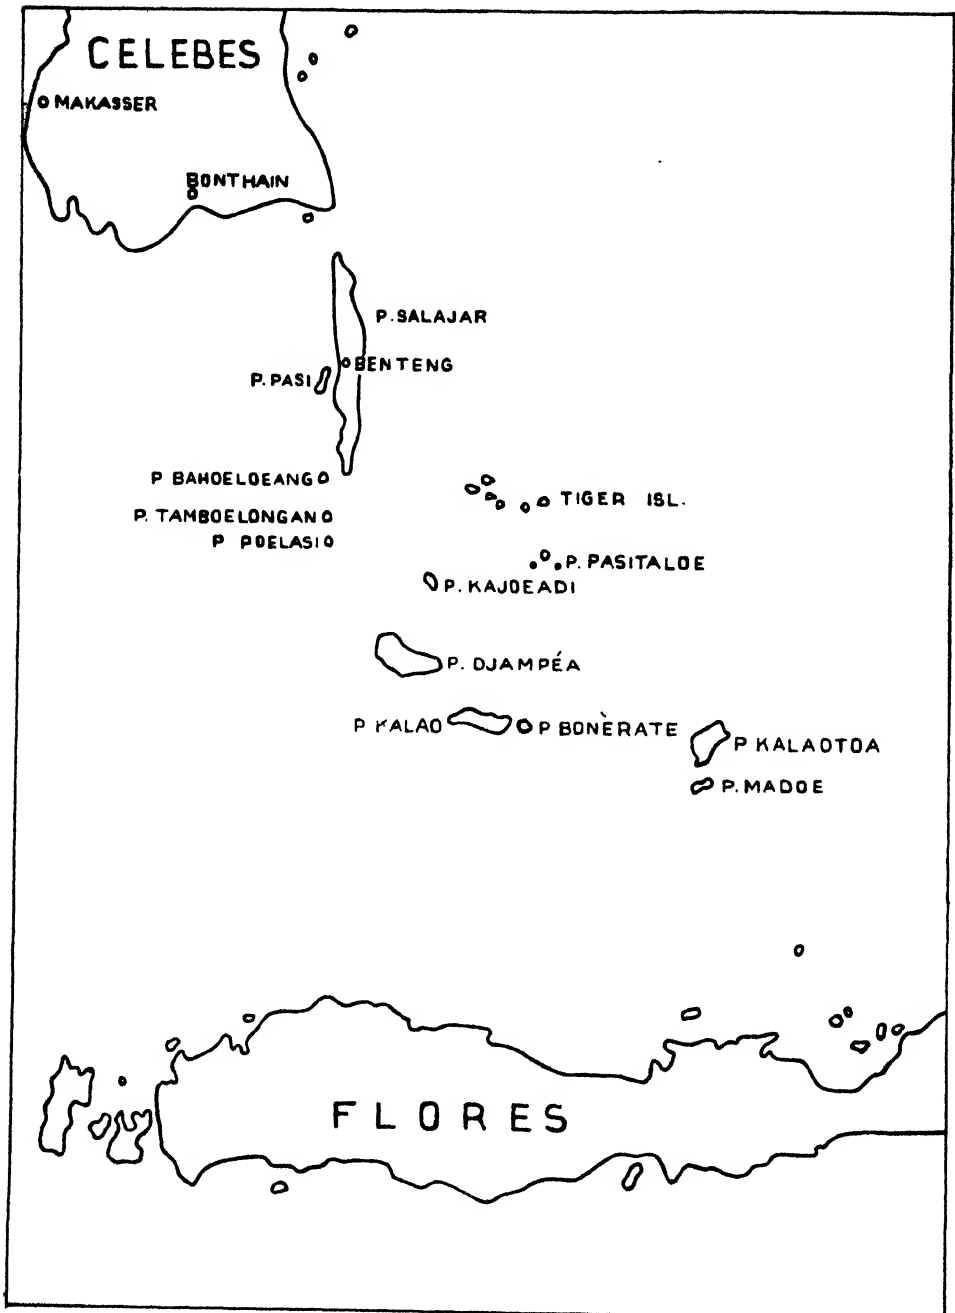 CELEBES
MAKASSER
BONTHAIN
P. SALAJAR
BENTENG
P. PASI
P BAHOELOEANG
TIGER ISL.
P. TAMBOELONGAN
P POELASI
P. PASITALOE
P. KAJOEADI
P. DJAMPÉA
P KALAO
P BONÈRATE
P KALAOTOA
P. MADOE
FLORES